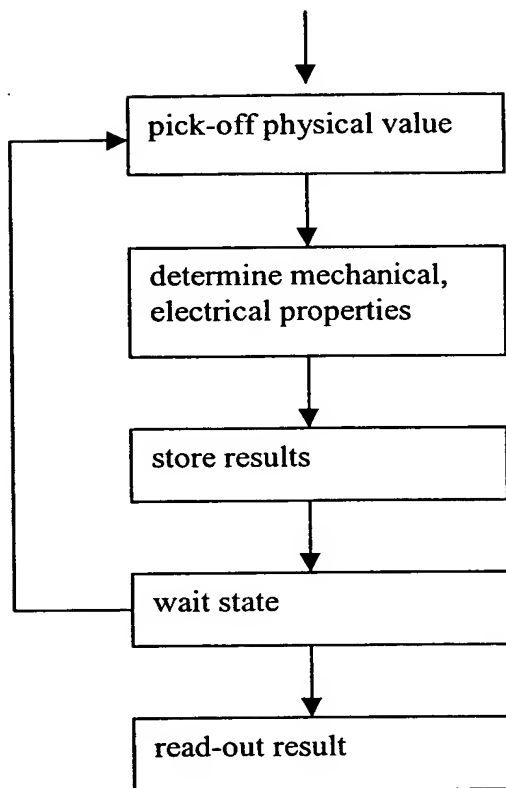 pick-off physical value
determine mechanical,
electrical properties
store results
wait state
read-out result